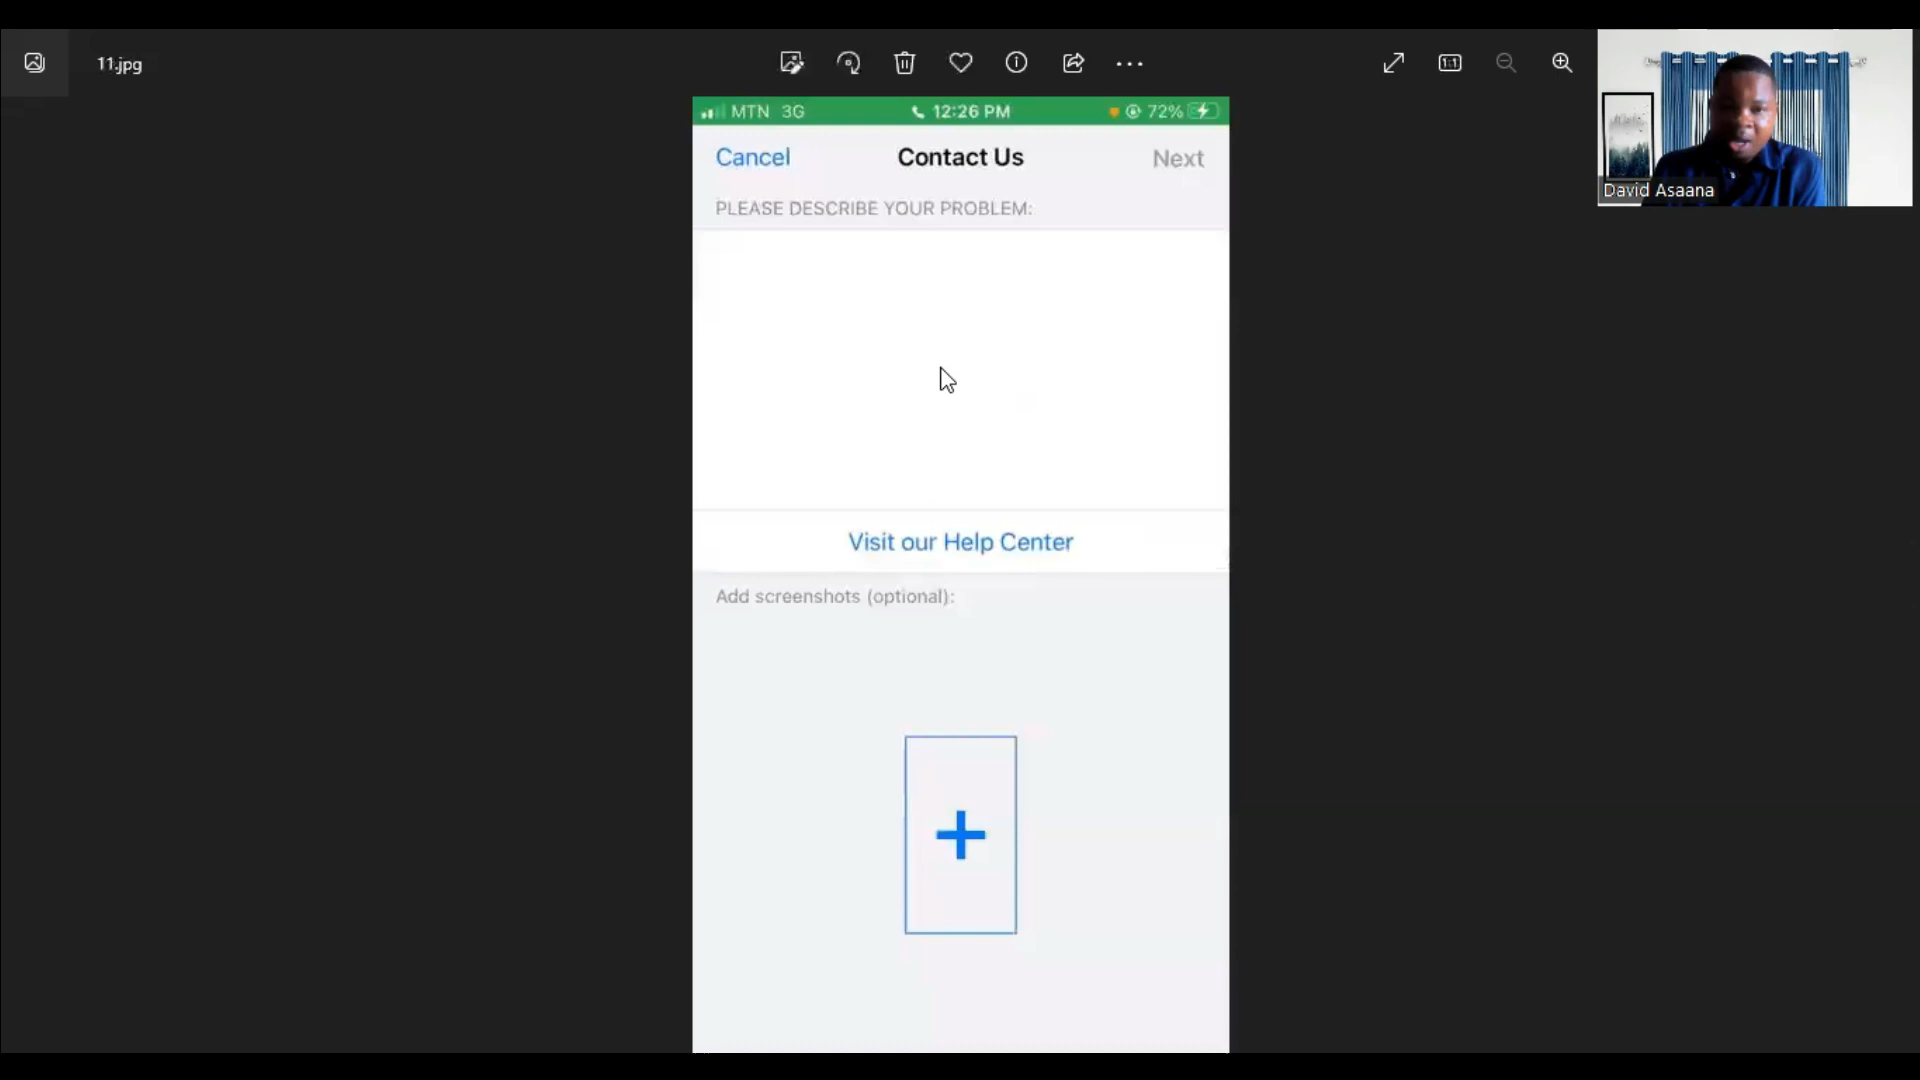 11.jpg
MTN 3G 12:26 PM 72%
Cancel Contact Us Next
PLEASE DESCRIBE YOUR PROBLEM:
Visit our Help Center
Add screenshots (optional):
David Asaana